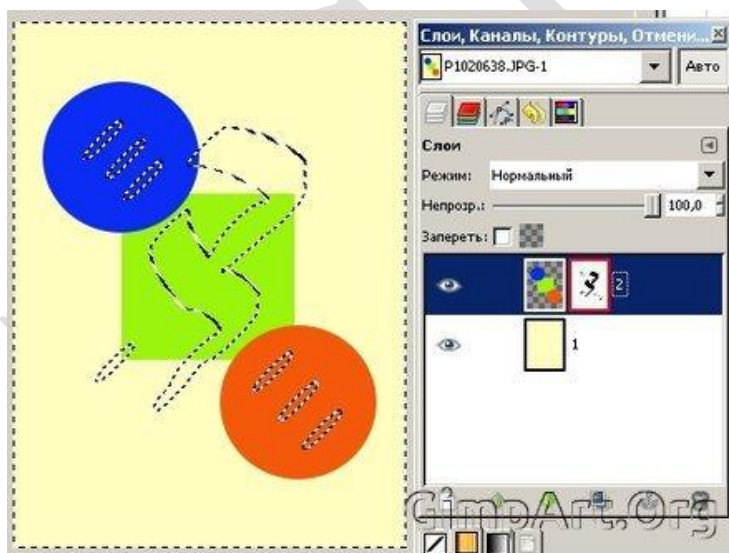 Слои, Каналы, Контуры, Отмени...
P1020638.JPG-1
Авто
Слои
Режим: Нормальный
Непрозр.: 100,0
Запереть:
2
1
GimpArt.Org